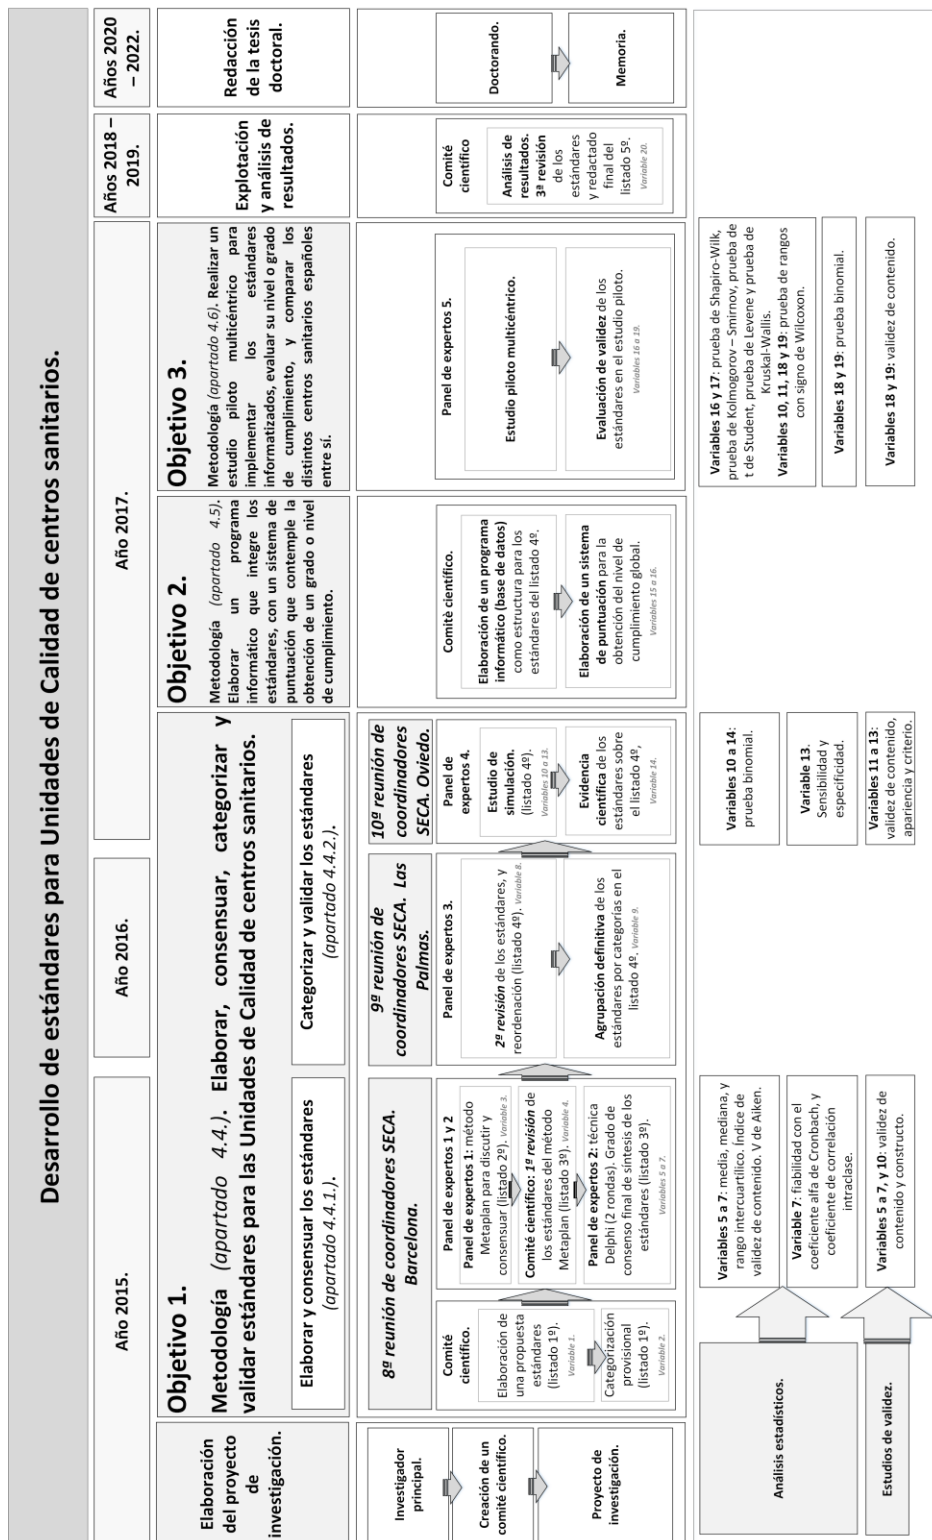 Desarrollo de estándares para Unidades de Calidad de centros sanitarios.
Año 2015.
Año 2016.
Año 2017.
Años 2018 –
2019.
Años 2020
– 2022.
Elaboración
del proyecto
de
investigación.
Objetivo 1.
Metodología (apartado 4.4.). Elaborar, consensuar, categorizar y
validar estándares para las Unidades de Calidad de centros sanitarios.
Elaborar y consensuar los estándares
(apartado 4.4.1.).
Categorizar y validar los estándares
(apartado 4.4.2.).
Objetivo 2.
Metodología (apartado 4.5).
Elaborar un programa
informático que integre los
estándares, con un sistema de
puntuación que contemple la
obtención de un grado o nivel
de cumplimiento.
Objetivo 3.
Metodología (apartado 4.6). Realizar un
estudio piloto multicéntrico para
implementar los estándares
informatizados, evaluar su nivel o grado
de cumplimiento, y comparar los
distintos centros sanitarios españoles
entre sí.
Explotación
y análisis de
resultados.
Redacción
de la tesis
doctoral.
Investigador
principal.
Creación de un
comité científico.
Proyecto de
investigación.
8ª reunión de coordinadores SECA.
Barcelona.
Comité
científico.
Elaboración de
una propuesta
estándares
(listado 1º).
Variable 1.
Categorización
provisional
(listado 1º).
Variable 2.
Panel de expertos 1 y 2
Panel de expertos 1: método
Metaplan para discutir y
consensuar (listado 2º). Variable 3.
Comité científico: 1ª revisión de
los estándares del método
Metaplan (listado 3º). Variable 4.
Panel de expertos 2: técnica
Delphi (2 rondas). Grado de
consenso final de síntesis de los
estándares (listado 3º).
Variables 5 a 7.
9ª reunión de
coordinadores SECA. Las
Palmas.
Panel de expertos 3.
2ª revisión de los estándares, y
reordenación (listado 4º). Variable 8.
Agrupación definitiva de los
estándares por categorías en el
listado 4º. Variable 9.
10ª reunión de
coordinadores
SECA. Oviedo.
Panel de
expertos 4.
Estudio de
simulación.
(listado 4º).
Variables 10 a 13.
Evidencia
científica de los
estándares sobre
el listado 4º,
Variable 14.
Comitè científico.
Elaboración de un programa
informático (base de datos)
como estructura para los
estándares del listado 4º.
Elaboración de un sistema
de puntuación para la
obtención del nivel de
cumplimiento global.
Variables 15 a 16.
Panel de expertos 5.
Estudio piloto multicéntrico.
Evaluación de validez de los
estándares en el estudio piloto.
Variables 16 a 19.
Comité
científico
Análisis de
resultados.
3ª revisión
de los
estándares
y redactado
final del
listado 5º.
Variable 20.
Doctorando.
Memoria.
Análisis estadísticos.
Variables 5 a 7: media, mediana, y
rango intercuartílico. Índice de
validez de contenido. V de Aiken.
Variable 7: fiabilidad con el
coeficiente alfa de Cronbach, y
coeficiente de correlación
intraclase.
Variables 10 a 14:
prueba binomial.
Variable 13.
Sensibilidad y
especificidad.
Variables 16 y 17: prueba de Shapiro-Wilk,
prueba de Kolmogorov – Smirnov, prueba de
t de Student, prueba de Levene y prueba de
Kruskal-Wallis.
Variables 10, 11, 18 y 19: prueba de rangos
con signo de Wilcoxon.
Variables 18 y 19: prueba binomial.
Estudios de validez.
Variables 5 a 7, y 10: validez de
contenido y constructo.
Variables 11 a 13:
validez de contenido,
apariencia y criterio.
Variables 18 y 19: validez de contenido.